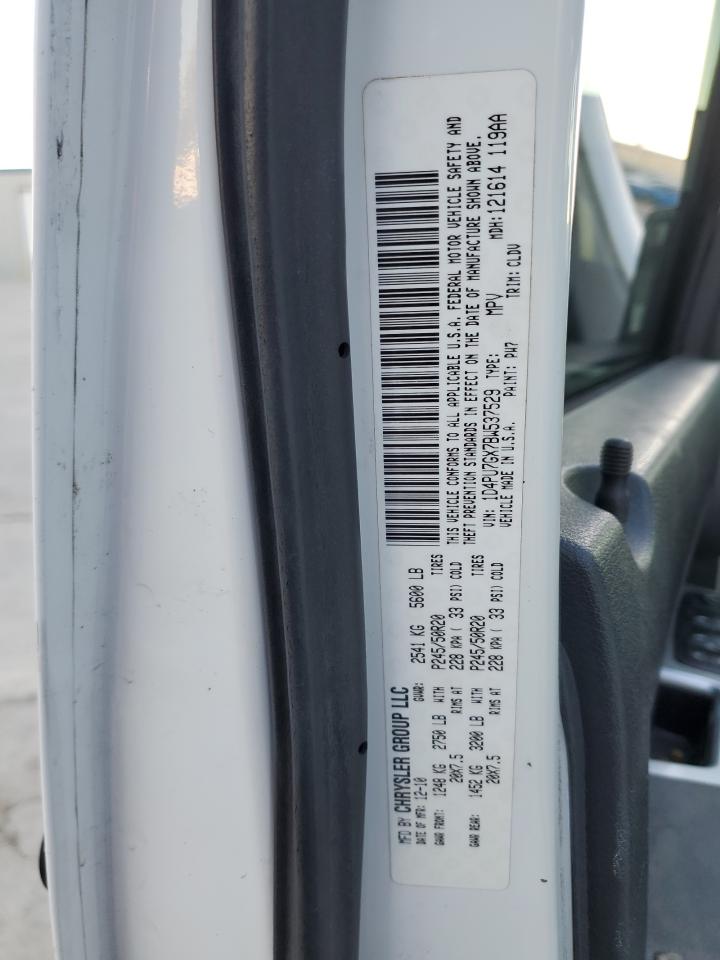 MFD BY CHRYSLER GROUP LLC
DATE OF MFR: 12-10 GVWR: 2541 KG 5600 LB
GAWR FRONT: 1248 KG 2750 LB WITH P245/50R20 TIRES
20X7.5 RIMS AT 228 KPA ( 33 PSI) COLD
GAWR REAR: 1452 KG 3200 LB WITH P245/50R20 TIRES
20X7.5 RIMS AT 228 KPA ( 33 PSI) COLD
THIS VEHICLE CONFORMS TO ALL APPLICABLE U.S.A. FEDERAL MOTOR VEHICLE SAFETY AND
THEFT PREVENTION STANDARDS IN EFFECT ON THE DATE OF MANUFACTURE SHOWN ABOVE.
VIN: 1D4PU7GX7BW537529 TYPE: MPV MDH: 121614 119AA
VEHICLE MADE IN U.S.A. PAINT: PW7 TRIM: CLDV